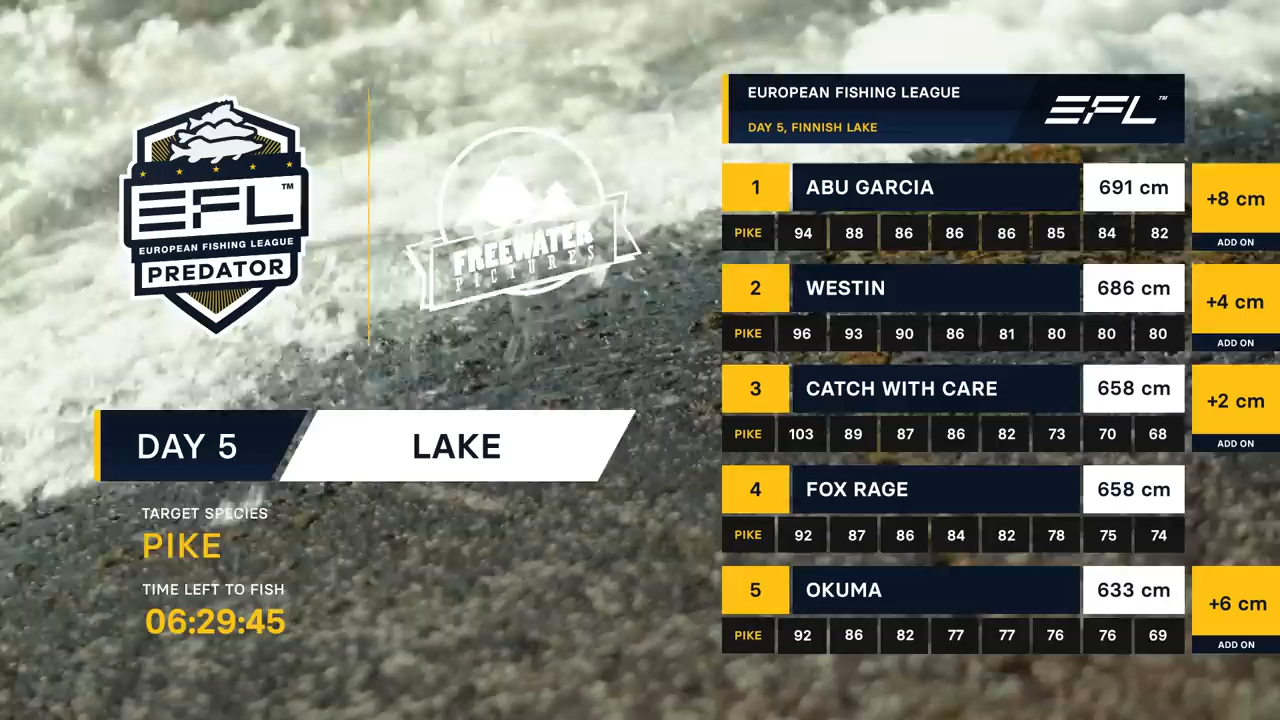 EFL™
EUROPEAN FISHING LEAGUE
PREDATOR
FREEWATER
PICTURES
DAY 5
LAKE
TARGET SPECIES
PIKE
TIME LEFT TO FISH
06:29:45
EUROPEAN FISHING LEAGUE
DAY 5, FINNISH LAKE
EFL™
1 ABU GARCIA 691 cm +8 cm
PIKE 94 88 86 86 86 85 84 82 ADD ON
2 WESTIN 686 cm +4 cm
PIKE 96 93 90 86 81 80 80 80 ADD ON
3 CATCH WITH CARE 658 cm +2 cm
PIKE 103 89 87 86 82 73 70 68 ADD ON
4 FOX RAGE 658 cm
PIKE 92 87 86 84 82 78 75 74
5 OKUMA 633 cm +6 cm
PIKE 92 86 82 77 77 76 76 69 ADD ON